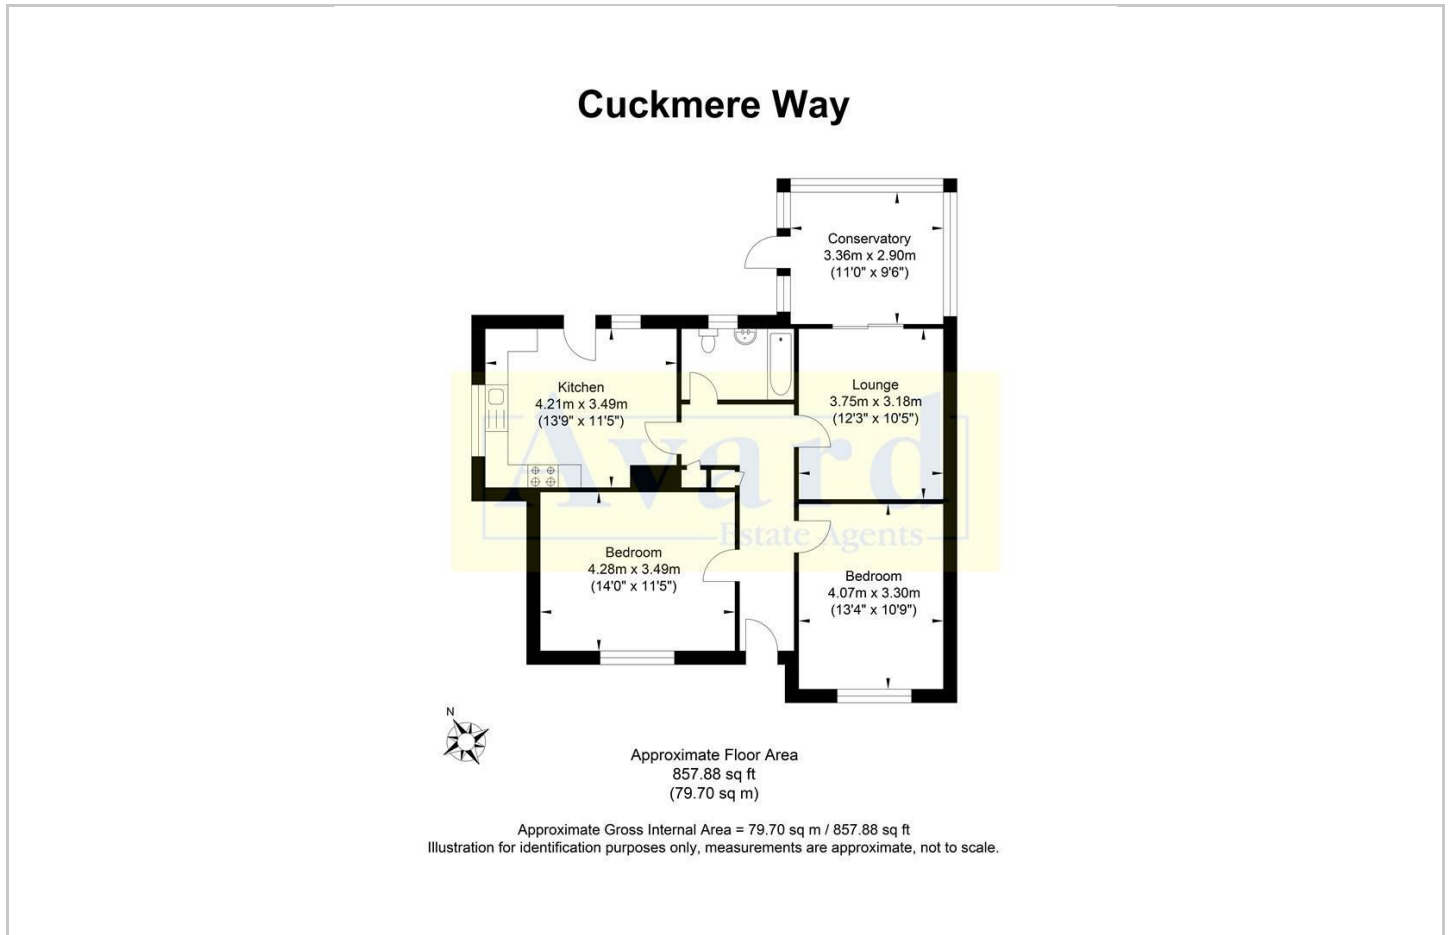 Cuckmere Way
Conservatory
3.36m x 2.90m
(11'0" x 9'6")
Kitchen
4.21m x 3.49m
(13'9" x 11'5")
Lounge
3.75m x 3.18m
(12'3" x 10'5")
Avard
Estate Agents
Bedroom
4.28m x 3.49m
(14'0" x 11'5")
Bedroom
4.07m x 3.30m
(13'4" x 10'9")
N
Approximate Floor Area
857.88 sq ft
(79.70 sq m)
Approximate Gross Internal Area = 79.70 sq m / 857.88 sq ft
Illustration for identification purposes only, measurements are approximate, not to scale.